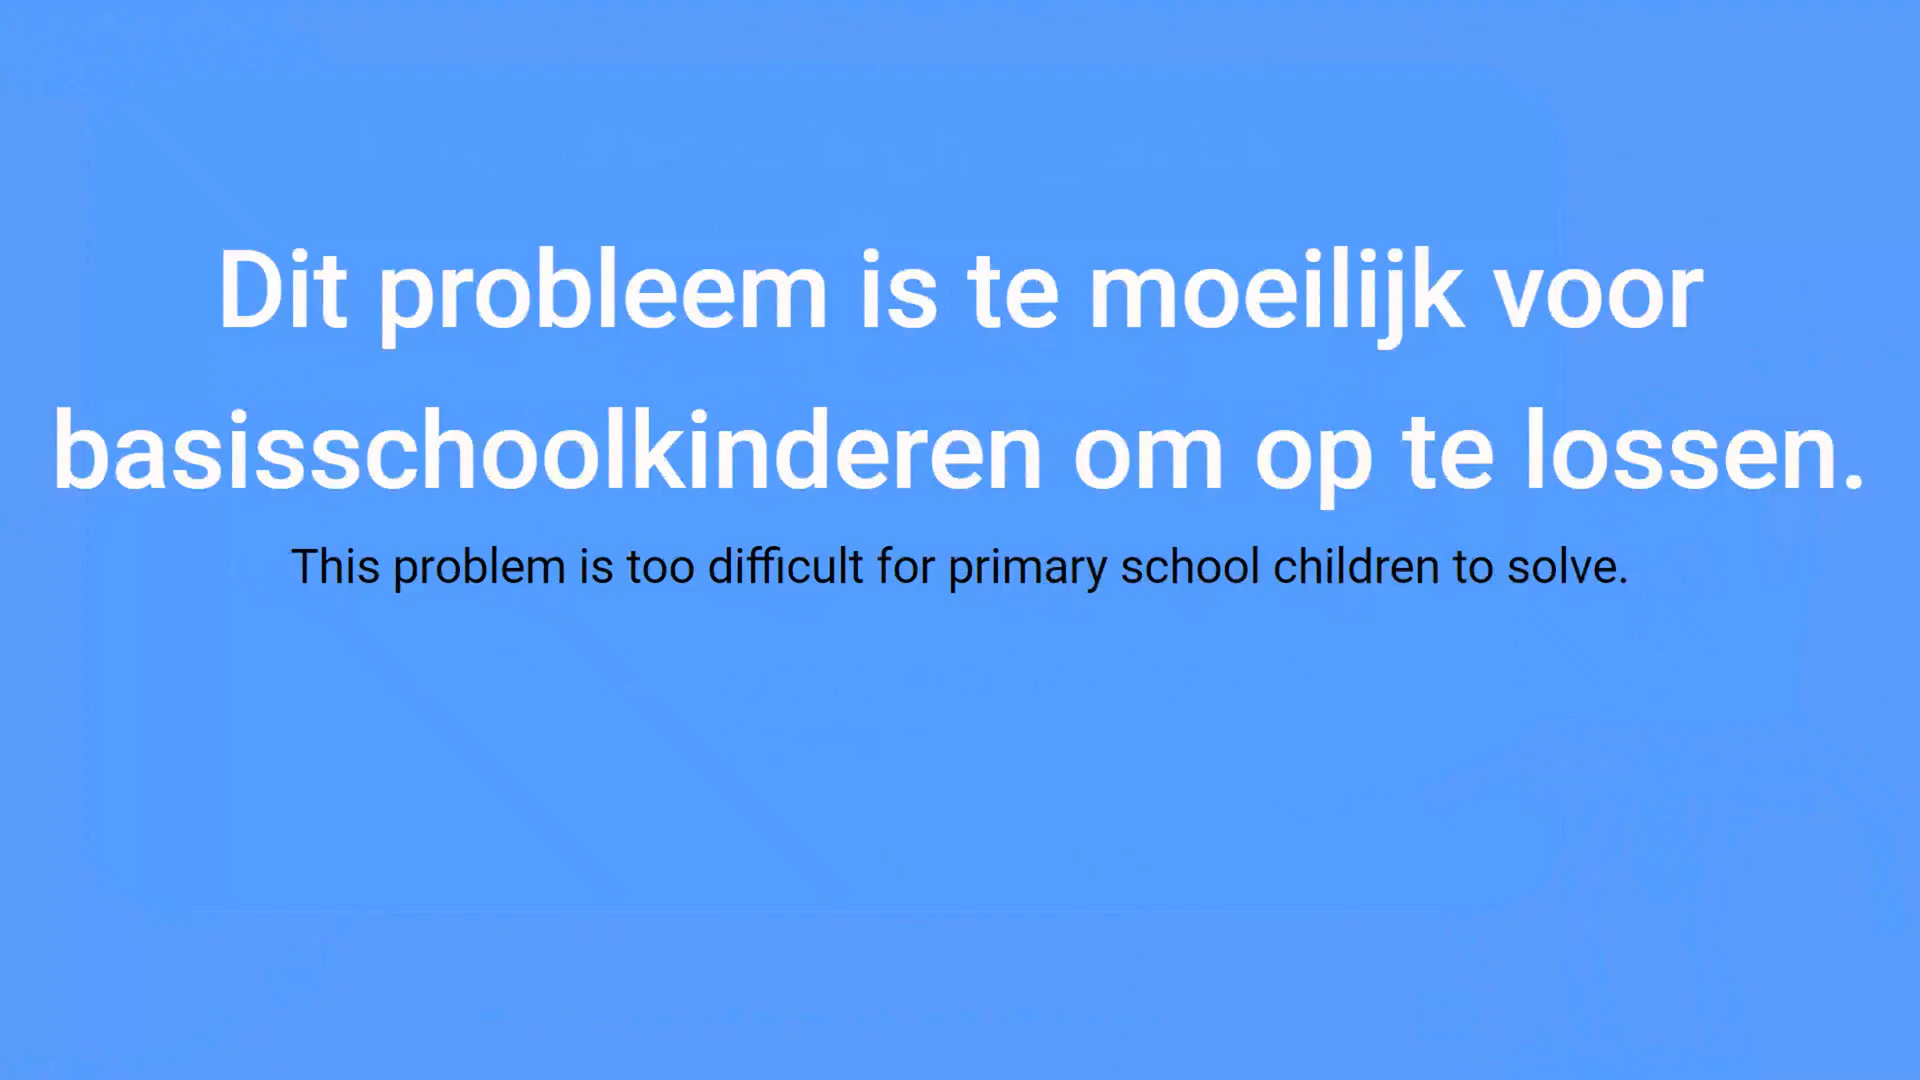 Dit probleem is te moeilijk voor
basisschoolkinderen om op te lossen.
This problem is too difficult for primary school children to solve.